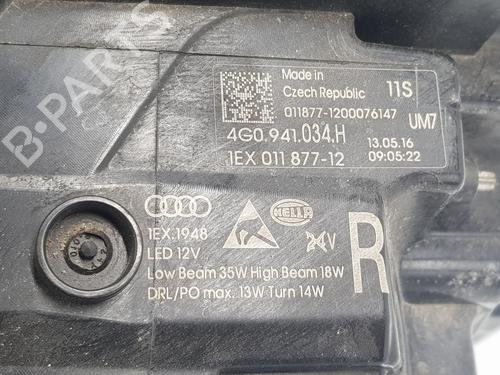 Made in
Czech Republic
11S
011877-1200076147
UM7
4G0.941.034.H
13.05.16
1EX 011 877-12
09:05:22
HELLA
1EX.1948
24V
LED 12V
R
Low Beam 35W High Beam 18W
DRL/PO max. 13W Turn 14W
B-PARTS